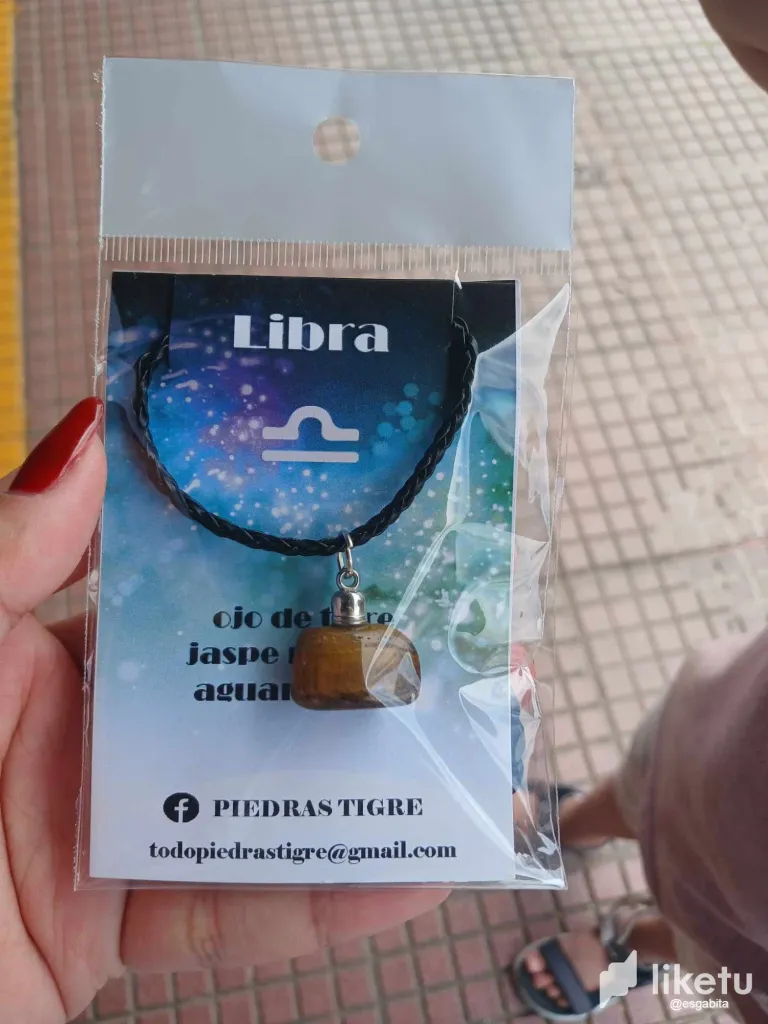 Libra
ojo de
jaspe
PIEDRAS TIGRE
todopiedrastigre@gmail.com
liketu
@esgabita